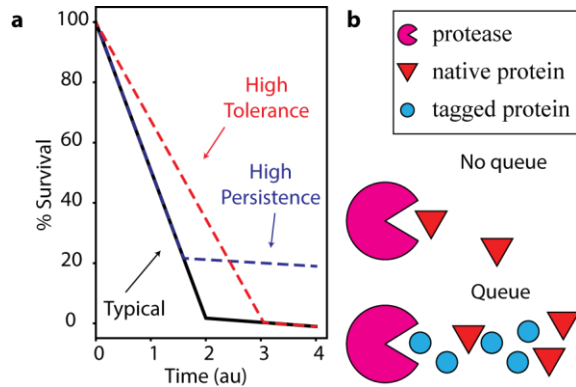 a
% Survival
100
80
60
40
20
0
0
1
2
3
4
Time (au)
High
Tolerance
High
Persistence
Typical
b
protease
native protein
tagged protein
No queue
Queue